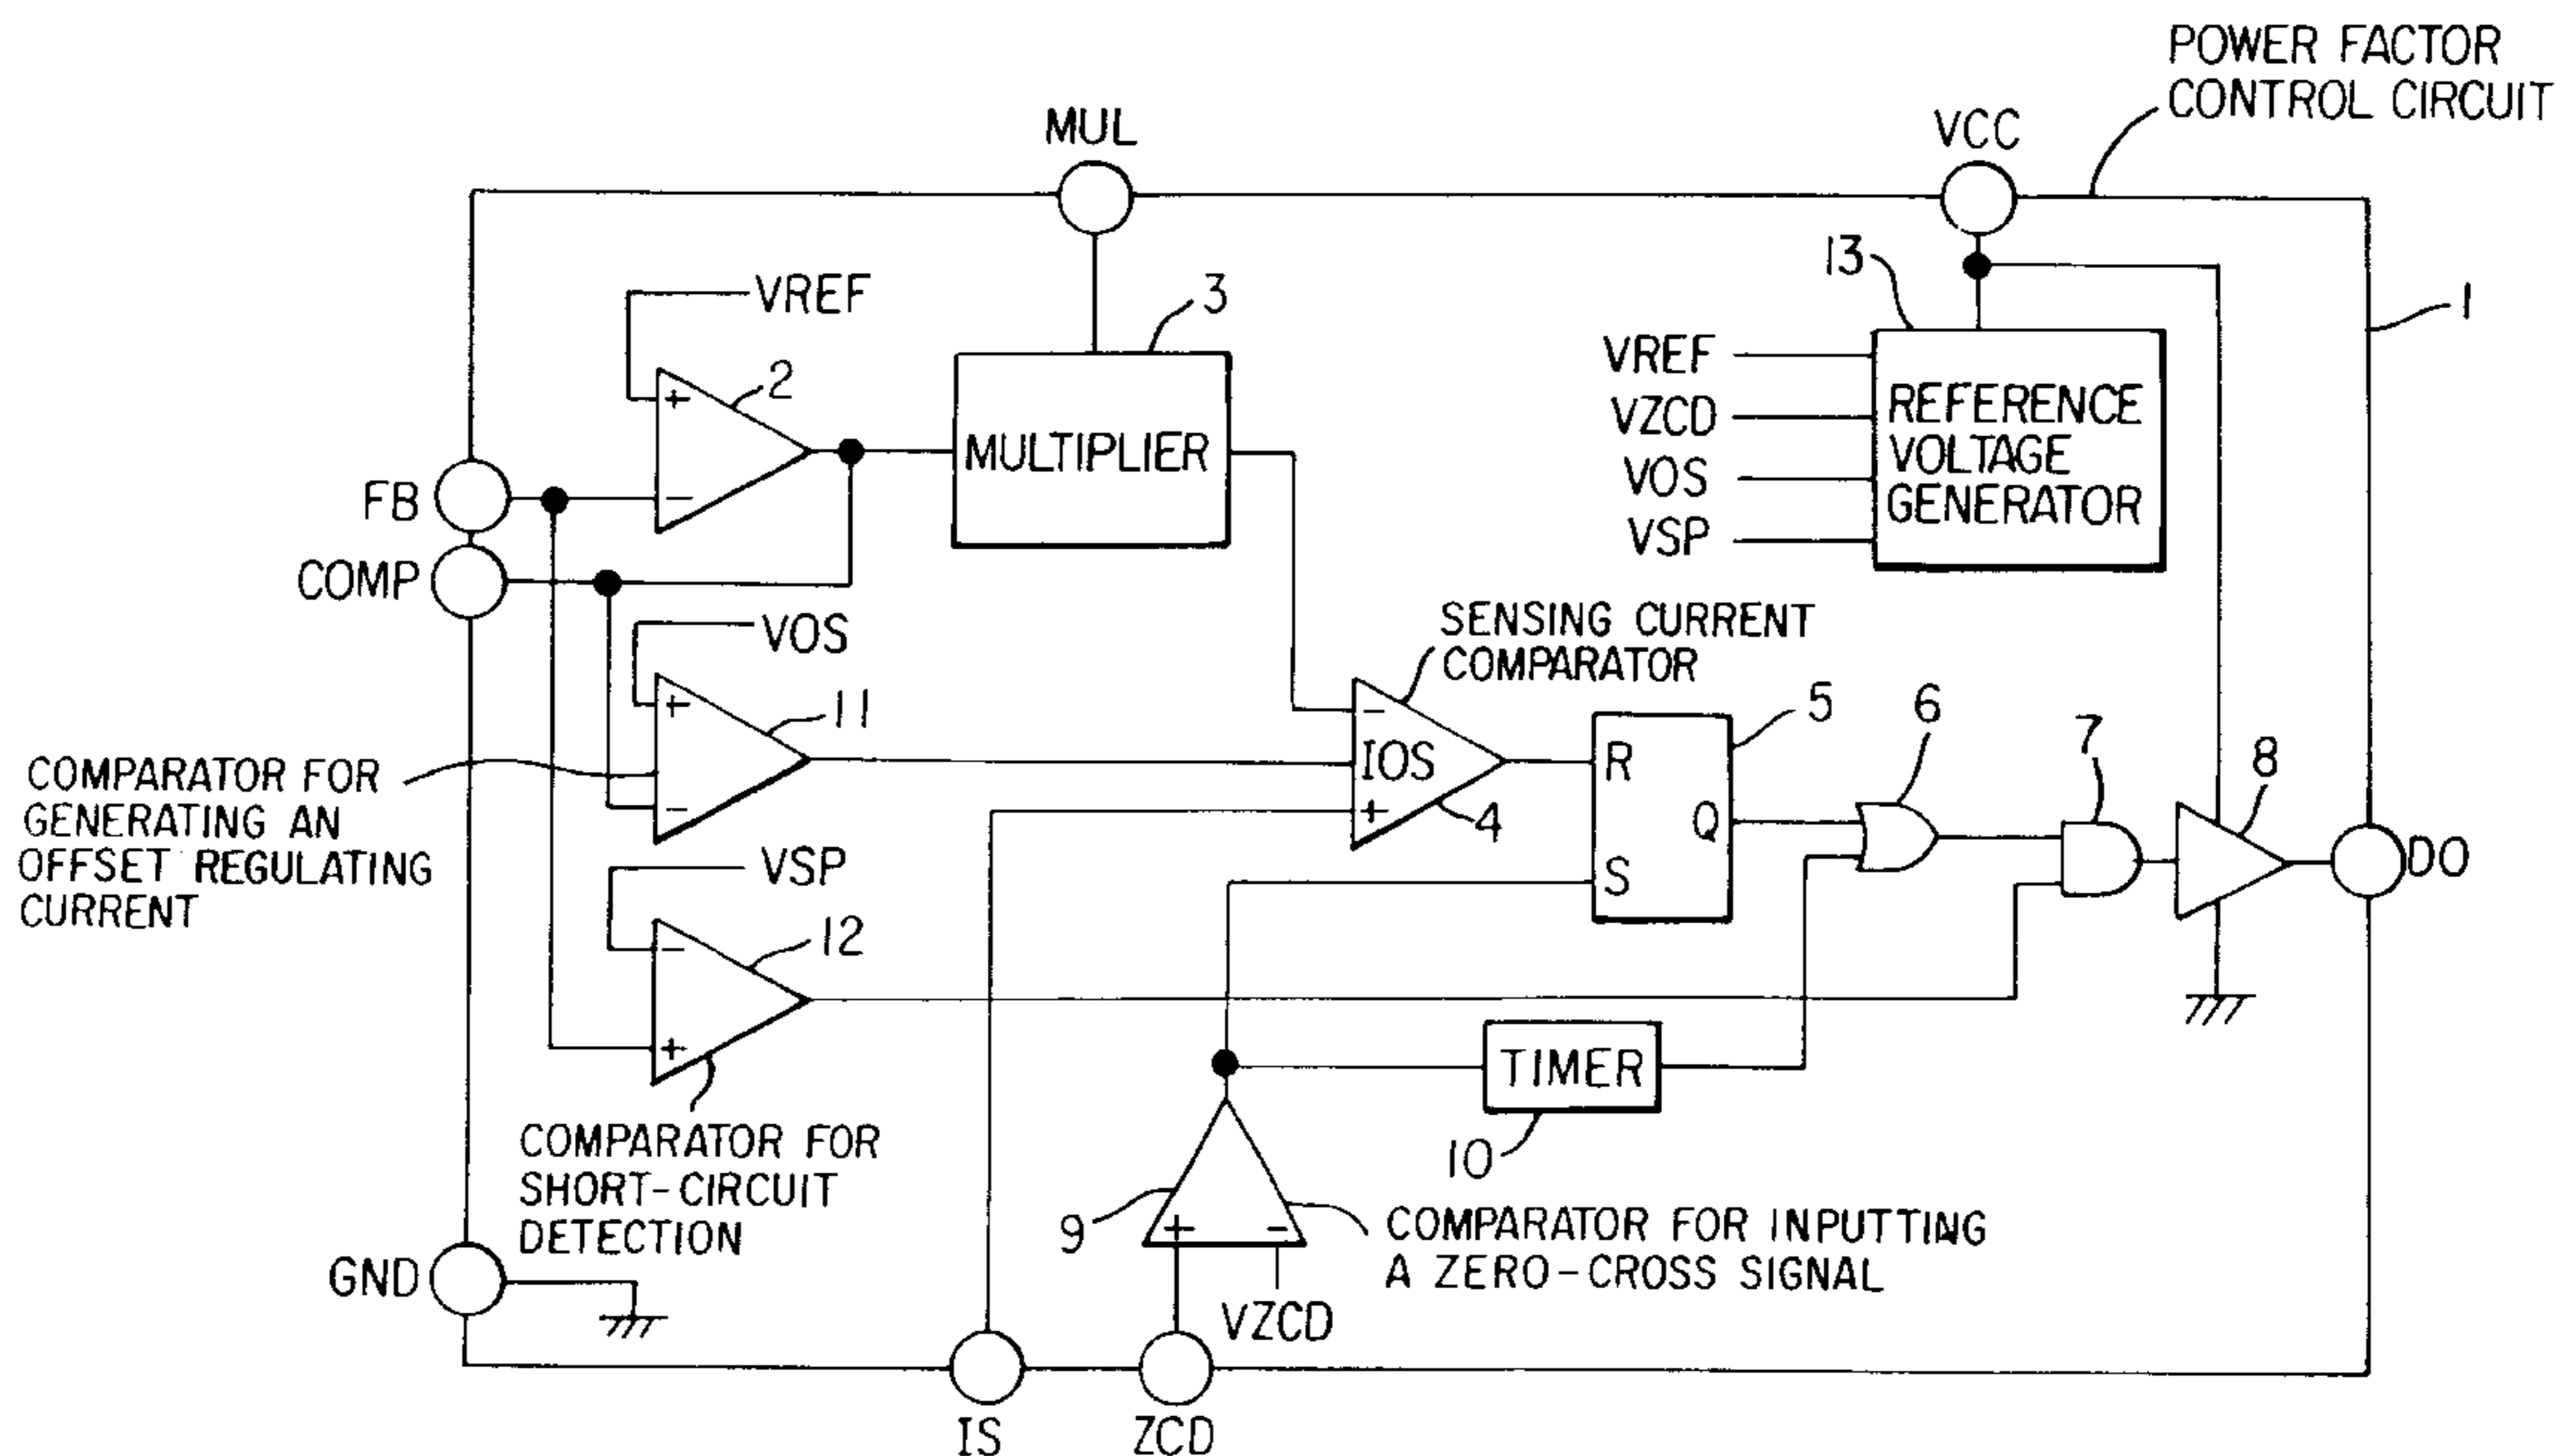 POWER FACTOR
CONTROL CIRCUIT
MUL
VCC
13
VREF
3
1
VREF
2
VZCD
REFERENCE
MULTIPLIER
VOLTAGE
VOS
GENERATOR
FB
VSP
COMP
SENSING CURRENT
COMPARATOR
VOS
11
5
6
7
8
COMPARATOR FOR
GENERATING AN
OFFSET REGULATING
CURRENT
+
-
-
IOS
+
4
R
Q
S
DO
VSP
12
+
-
-
+
TIMER
10
COMPARATOR FOR
SHORT-CIRCUIT
DETECTION
9
+
-
COMPARATOR FOR INPUTTING
A ZERO-CROSS SIGNAL
GND
VZCD
IS
ZCD